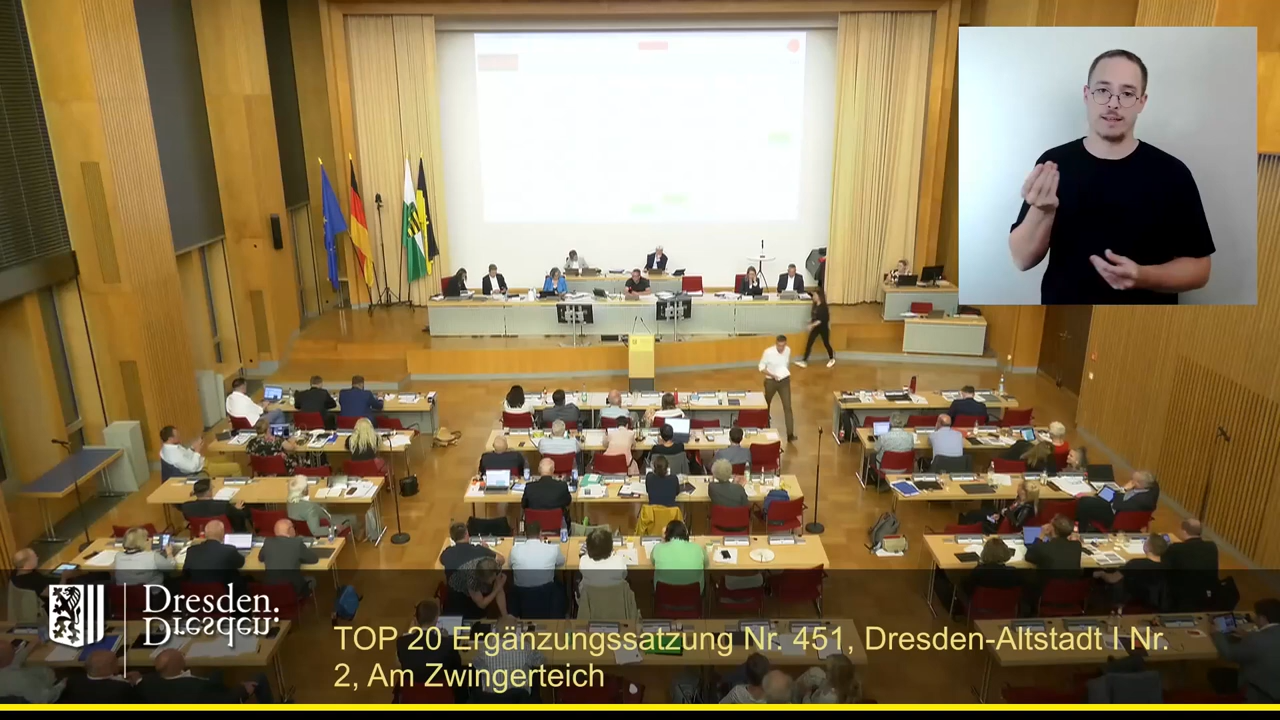 Dresden.
Dresden.
TOP 20 Ergänzungssatzung Nr. 451, Dresden-Altstadt I Nr.
2, Am Zwingerteich